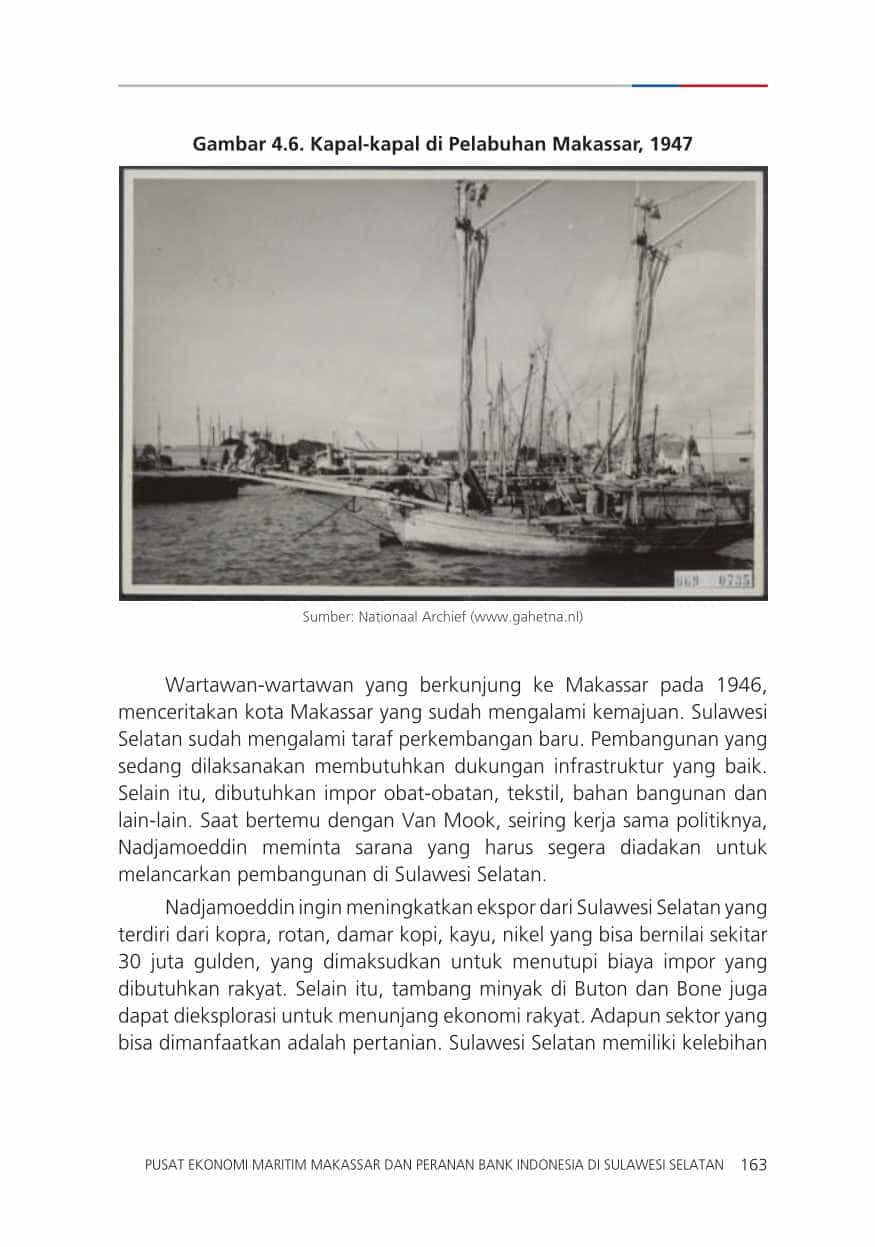 Gambar 4.6. Kapal-kapal di Pelabuhan Makassar, 1947
069 0735
Sumber: Nationaal Archief (www.gahetna.nl)
Wartawan-wartawan yang berkunjung ke Makassar pada 1946,
menceritakan kota Makassar yang sudah mengalami kemajuan. Sulawesi
Selatan sudah mengalami taraf perkembangan baru. Pembangunan yang
sedang dilaksanakan membutuhkan dukungan infrastruktur yang baik.
Selain itu, dibutuhkan impor obat-obatan, tekstil, bahan bangunan dan
lain-lain. Saat bertemu dengan Van Mook, seiring kerja sama politiknya,
Nadjamoeddin meminta sarana yang harus segera diadakan untuk
melancarkan pembangunan di Sulawesi Selatan.
Nadjamoeddin ingin meningkatkan ekspor dari Sulawesi Selatan yang
terdiri dari kopra, rotan, damar kopi, kayu, nikel yang bisa bernilai sekitar
30 juta gulden, yang dimaksudkan untuk menutupi biaya impor yang
dibutuhkan rakyat. Selain itu, tambang minyak di Buton dan Bone juga
dapat dieksplorasi untuk menunjang ekonomi rakyat. Adapun sektor yang
bisa dimanfaatkan adalah pertanian. Sulawesi Selatan memiliki kelebihan
PUSAT EKONOMI MARITIM MAKASSAR DAN PERANAN BANK INDONESIA DI SULAWESI SELATAN 163